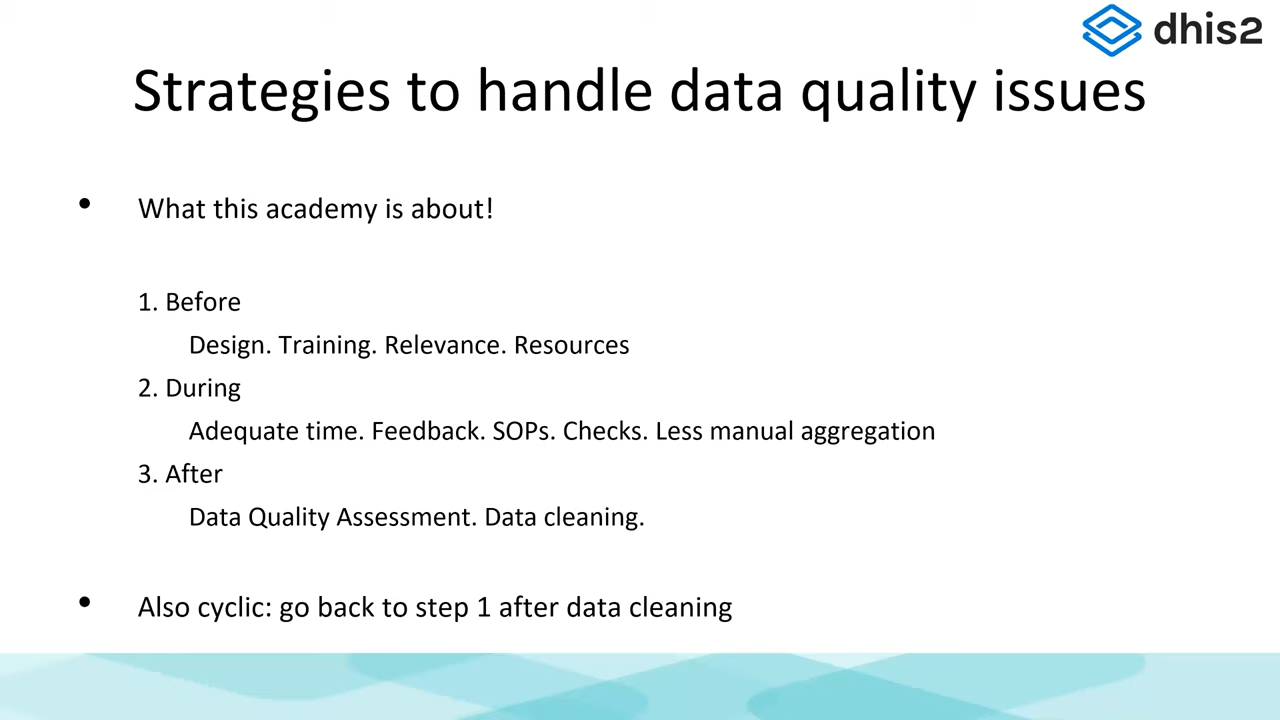 dhis2
Strategies to handle data quality issues
• What this academy is about!
1. Before
Design. Training. Relevance. Resources
2. During
Adequate time. Feedback. SOPs. Checks. Less manual aggregation
3. After
Data Quality Assessment. Data cleaning.
• Also cyclic: go back to step 1 after data cleaning